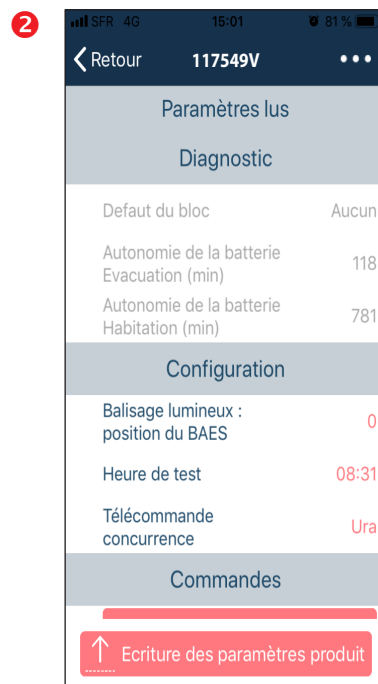 2
SFR 4G 15:01 81 %
Retour 117549V
Paramètres lus
Diagnostic
Defaut du bloc Aucun
Autonomie de la batterie
Evacuation (min) 118
Autonomie de la batterie
Habitation (min) 781
Configuration
Balisage lumineux :
position du BAES 0
Heure de test 08:31
Télécommande
concurrence Ura
Commandes
Ecriture des paramètres produit